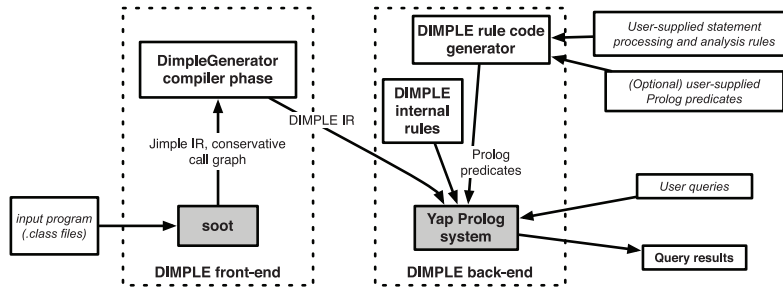 DimpleGenerator
compiler phase
DIMPLE IR
Jimple IR, conservative
call graph
input program
(.class files)
soot
DIMPLE front-end
DIMPLE rule code
generator
DIMPLE
internal
rules
Prolog
predicates
Yap Prolog
system
DIMPLE back-end
User-supplied statement
processing and analysis rules
(Optional) user-supplied
Prolog predicates
User queries
Query results